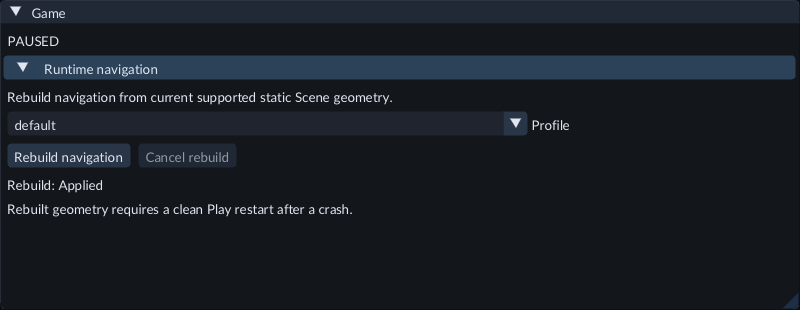 Game
PAUSED
Runtime navigation
Rebuild navigation from current supported static Scene geometry.
default Profile
Rebuild navigation Cancel rebuild
Rebuild: Applied
Rebuilt geometry requires a clean Play restart after a crash.